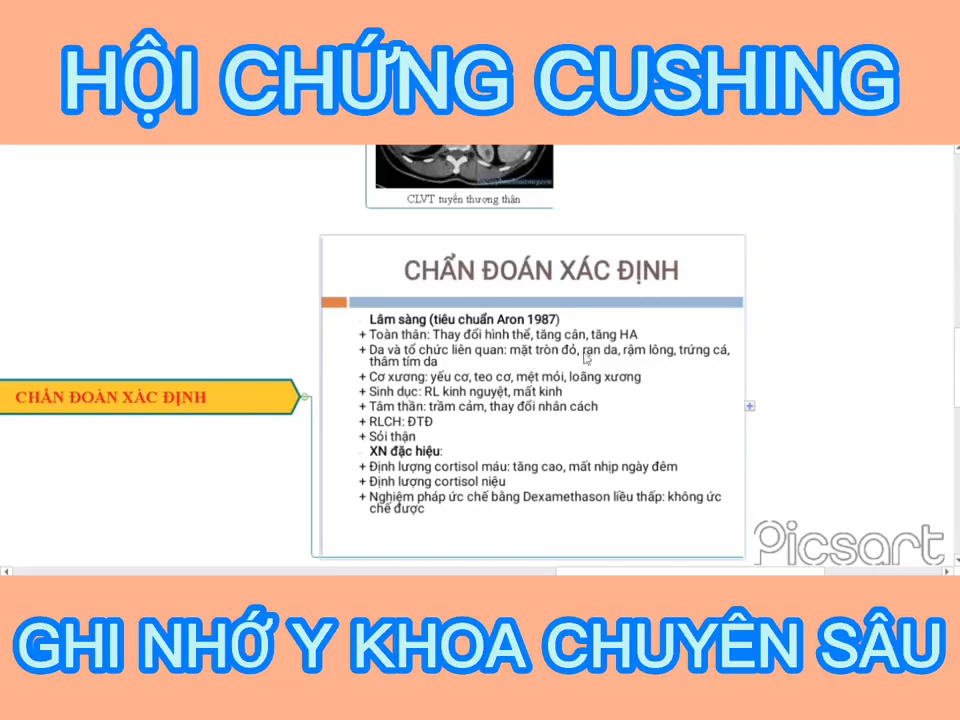 HỘI CHỨNG CUSHING
CLVT tuyến thượng thận
CHẨN ĐOÁN XÁC ĐỊNH
Lâm sàng (tiêu chuẩn Aron 1987)
+ Toàn thân: Thay đổi hình thể, tăng cân, tăng HA
+ Da và tổ chức liên quan: mặt tròn đỏ, rạn da, rậm lông, trứng cá,
thâm tím da
+ Cơ xương: yếu cơ, teo cơ, mệt mỏi, loãng xương
CHẨN ĐOÁN XÁC ĐỊNH
+ Sinh dục: RL kinh nguyệt, mất kinh
+ Tâm thần: trầm cảm, thay đổi nhân cách
+ RLCH: ĐTĐ
+ Sỏi thận
XN đặc hiệu:
+ Định lượng cortisol máu: tăng cao, mất nhịp ngày đêm
+ Định lượng cortisol niệu
+ Nghiệm pháp ức chế bằng Dexamethason liều thấp: không ức
chế được
Picsart
GHI NHỚ Y KHOA CHUYÊN SÂU